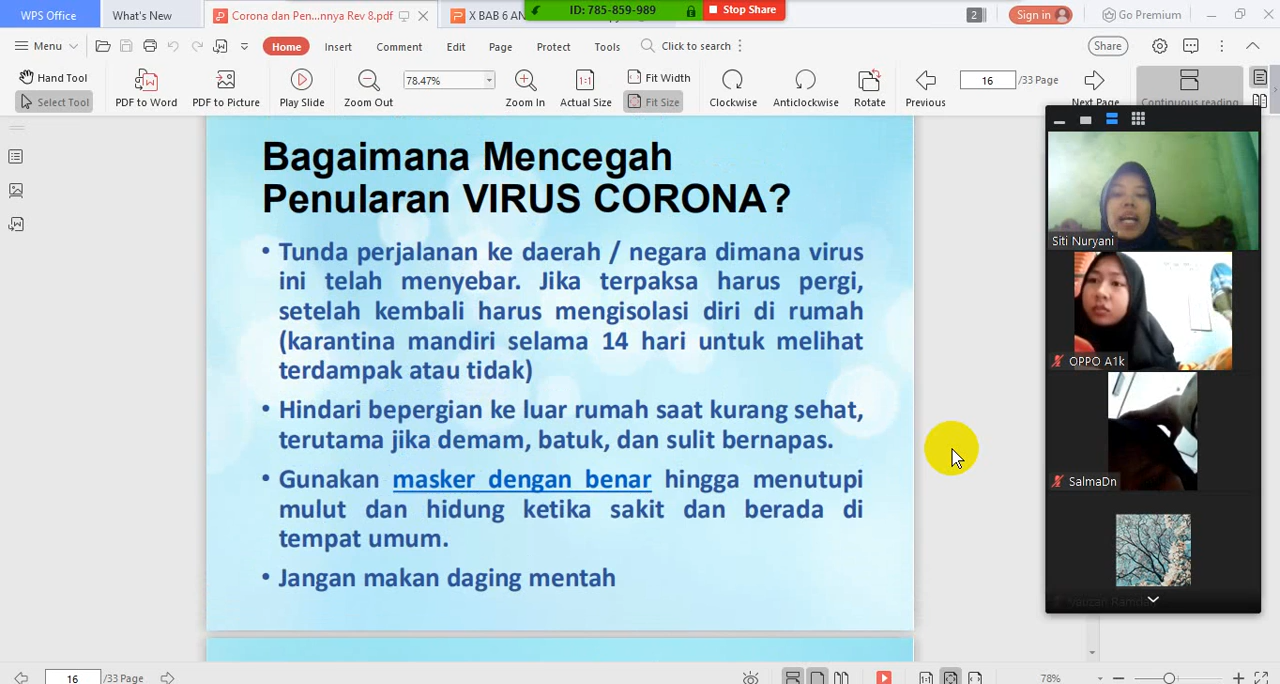 WPS Office
What's New
Corona dan Pen...nnya Rev 8.pdf
X BAB 6 AN
ID: 785-859-989
Stop Share
2
Sign in
Go Premium
Menu
Home
Insert
Comment
Edit
Page
Protect
Tools
Click to search
Share
Hand Tool
Select Tool
PDF to Word
PDF to Picture
Play Slide
78.47%
Zoom Out
Zoom In
Actual Size
Fit Width
Fit Size
Clockwise
Anticlockwise
Rotate
Previous
16
/33 Page
Next Page
Continuous reading
Bagaimana Mencegah
Penularan VIRUS CORONA?
• Tunda perjalanan ke daerah / negara dimana virus
ini telah menyebar. Jika terpaksa harus pergi,
setelah kembali harus mengisolasi diri di rumah
(karantina mandiri selama 14 hari untuk melihat
terdampak atau tidak)
• Hindari bepergian ke luar rumah saat kurang sehat,
terutama jika demam, batuk, dan sulit bernapas.
• Gunakan masker dengan benar hingga menutupi
mulut dan hidung ketika sakit dan berada di
tempat umum.
• Jangan makan daging mentah
Siti Nuryani
OPPO A1k
SalmaDn
16
/33 Page
78%